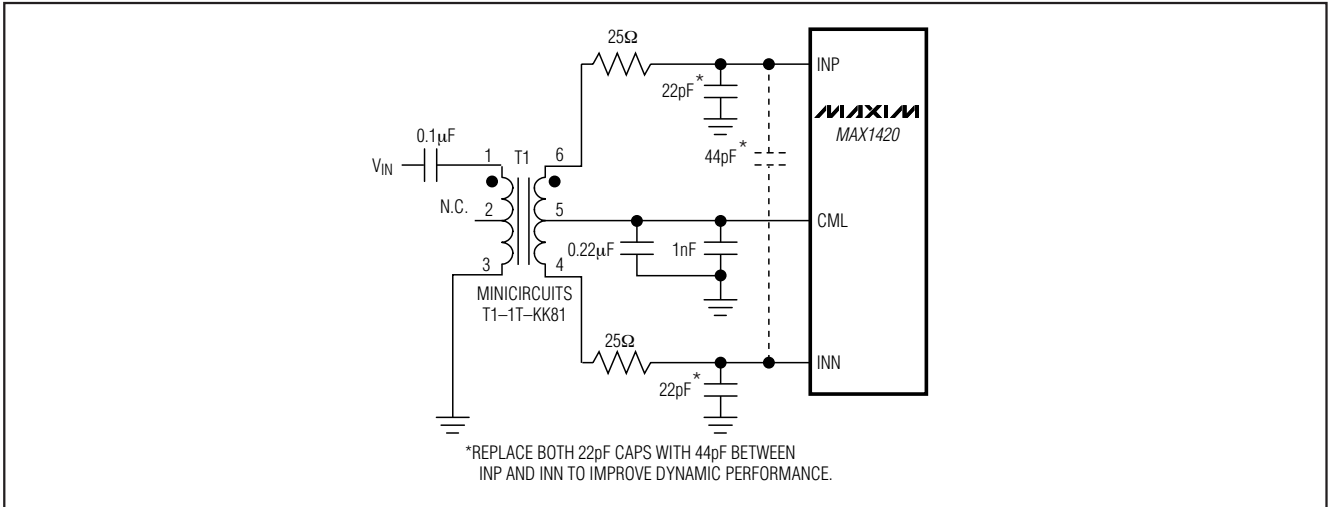 25Ω
INP
22pF*
MAXIM
MAX1420
0.1μF
44pF*
VIN
1
T1
6
N.C.
2
5
CML
0.22μF
1nF
3
4
MINICIRCUITS
T1–1T–KK81
25Ω
INN
22pF*
*REPLACE BOTH 22pF CAPS WITH 44pF BETWEEN
INP AND INN TO IMPROVE DYNAMIC PERFORMANCE.